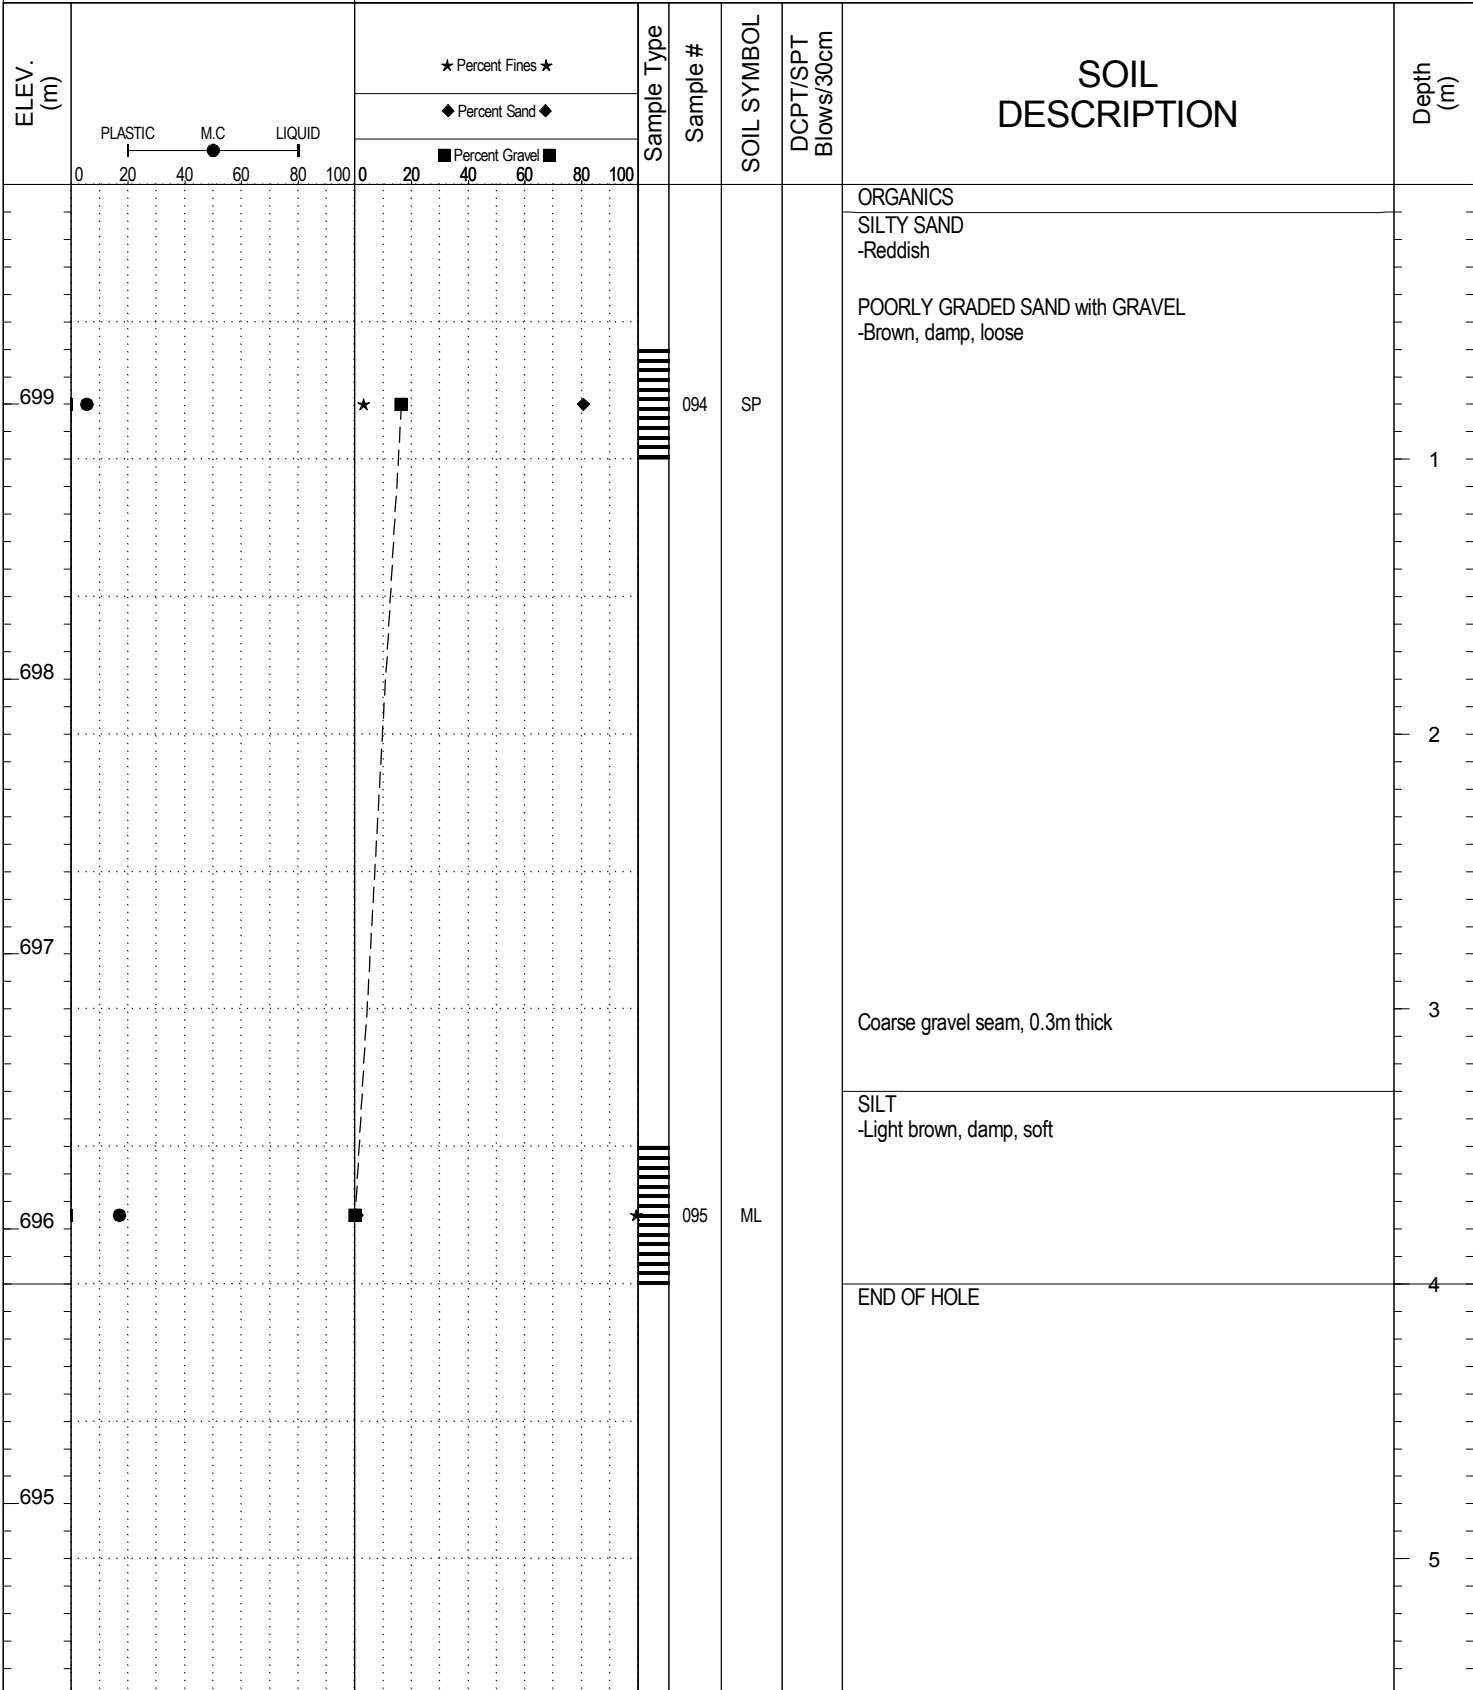 ELEV.
(m)
PLASTIC M.C LIQUID
0 20 40 60 80 100
★ Percent Fines ★
◆ Percent Sand ◆
■ Percent Gravel ■
0 20 40 60 80 100
Sample Type
Sample #
SOIL SYMBOL
DCPT/SPT
Blows/30cm
SOIL
DESCRIPTION
Depth
(m)
ORGANICS
SILTY SAND
-Reddish
POORLY GRADED SAND with GRAVEL
-Brown, damp, loose
699 094 SP
1
698
2
697
3
Coarse gravel seam, 0.3m thick
SILT
-Light brown, damp, soft
696 095 ML
4
END OF HOLE
695
5